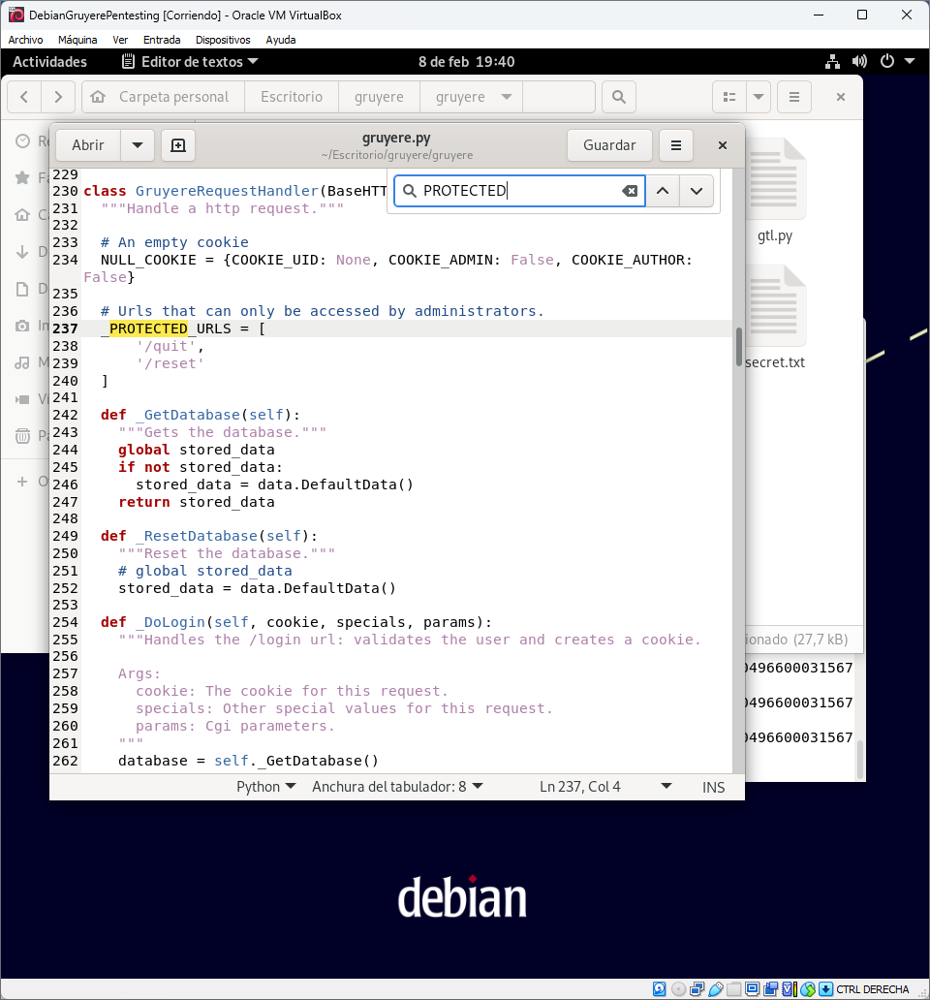 DebianGruyerePentesting [Corriendo] - Oracle VM VirtualBox
Archivo Máquina Ver Entrada Dispositivos Ayuda
Actividades Editor de textos 8 de feb 19:40
Carpeta personal Escritorio gruyere gruyere
Abrir gruyere.py Guardar
~/Escritorio/gruyere/gruyere
PROTECTED
229
230 class GruyereRequestHandler(BaseHTT
231 """Handle a http request."""
232
233 # An empty cookie
234 NULL_COOKIE = {COOKIE_UID: None, COOKIE_ADMIN: False, COOKIE_AUTHOR:
False}
235
236 # Urls that can only be accessed by administrators.
237 _PROTECTED_URLS = [
238 '/quit',
239 '/reset'
240 ]
241
242 def _GetDatabase(self):
243 """Gets the database."""
244 global stored_data
245 if not stored_data:
246 stored_data = data.DefaultData()
247 return stored_data
248
249 def _ResetDatabase(self):
250 """Reset the database."""
251 # global stored_data
252 stored_data = data.DefaultData()
253
254 def _DoLogin(self, cookie, specials, params):
255 """Handles the /login url: validates the user and creates a cookie.
256
257 Args:
258 cookie: The cookie for this request.
259 specials: Other special values for this request.
260 params: Cgi parameters.
261 """
262 database = self._GetDatabase()
Python Anchura del tabulador: 8 Ln 237, Col 4 INS
gtl.py
secret.txt
ionado (27,7 kB)
0496600031567
0496600031567
0496600031567
debian
CTRL DERECHA